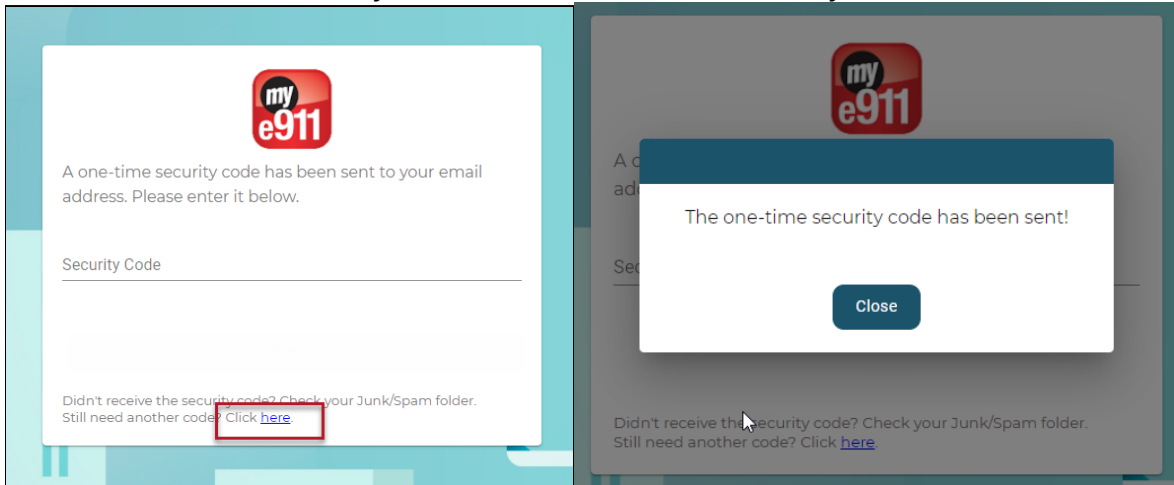 my
e911
A one-time security code has been sent to your email
address. Please enter it below.
Security Code
Didn't receive the security code? Check your Junk/Spam folder.
Still need another code? Click here.
my
e911
A o
add
The one-time security code has been sent!
Sec
Close
Didn't receive the security code? Check your Junk/Spam folder.
Still need another code? Click here.